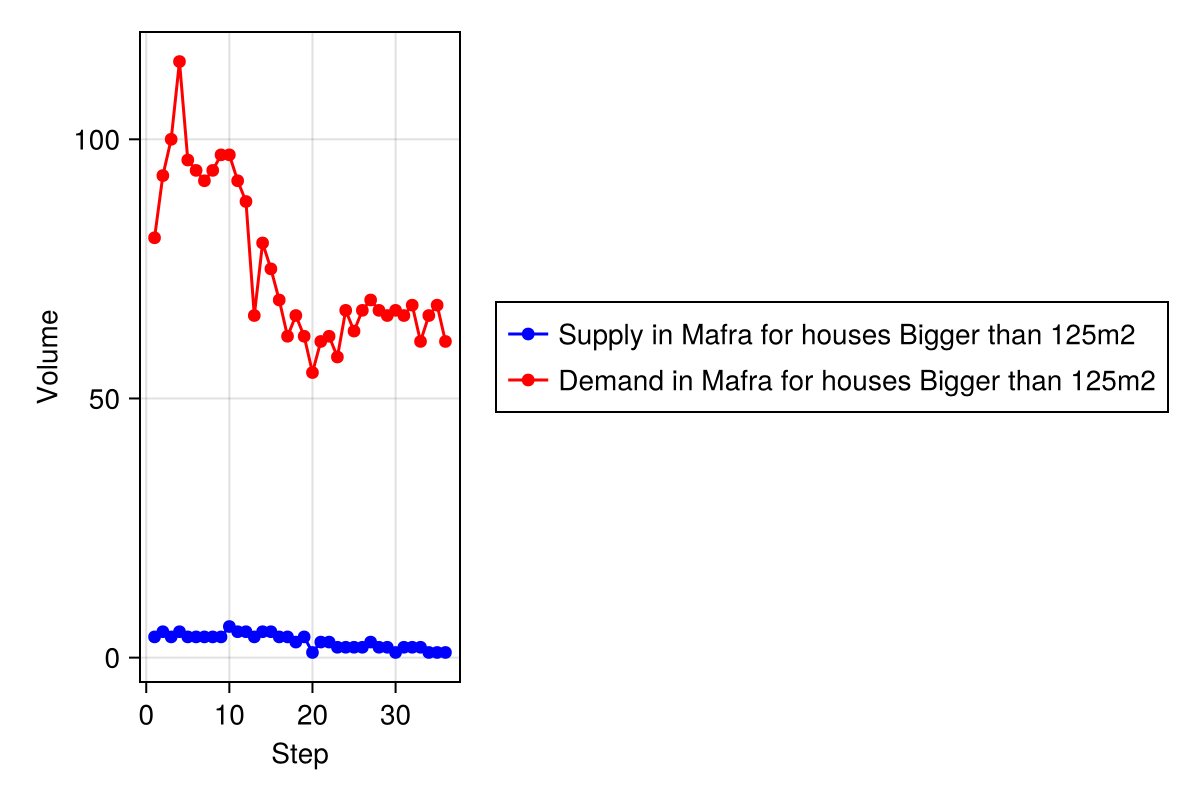 100
50
0
Volume
0 10 20 30
Step
Supply in Mafra for houses Bigger than 125m2
Demand in Mafra for houses Bigger than 125m2